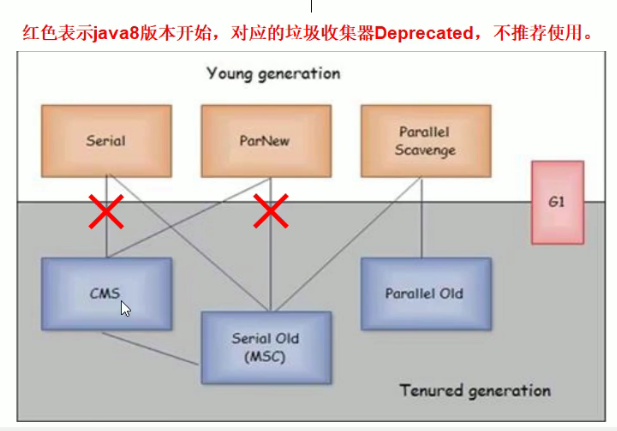 红色表示java8版本开始，对应的垃圾收集器Deprecated，不推荐使用。
Young generation
Serial
ParNew
Parallel
Scavenge
G1
CMS
Serial Old
(MSC)
Parallel Old
Tenured generation